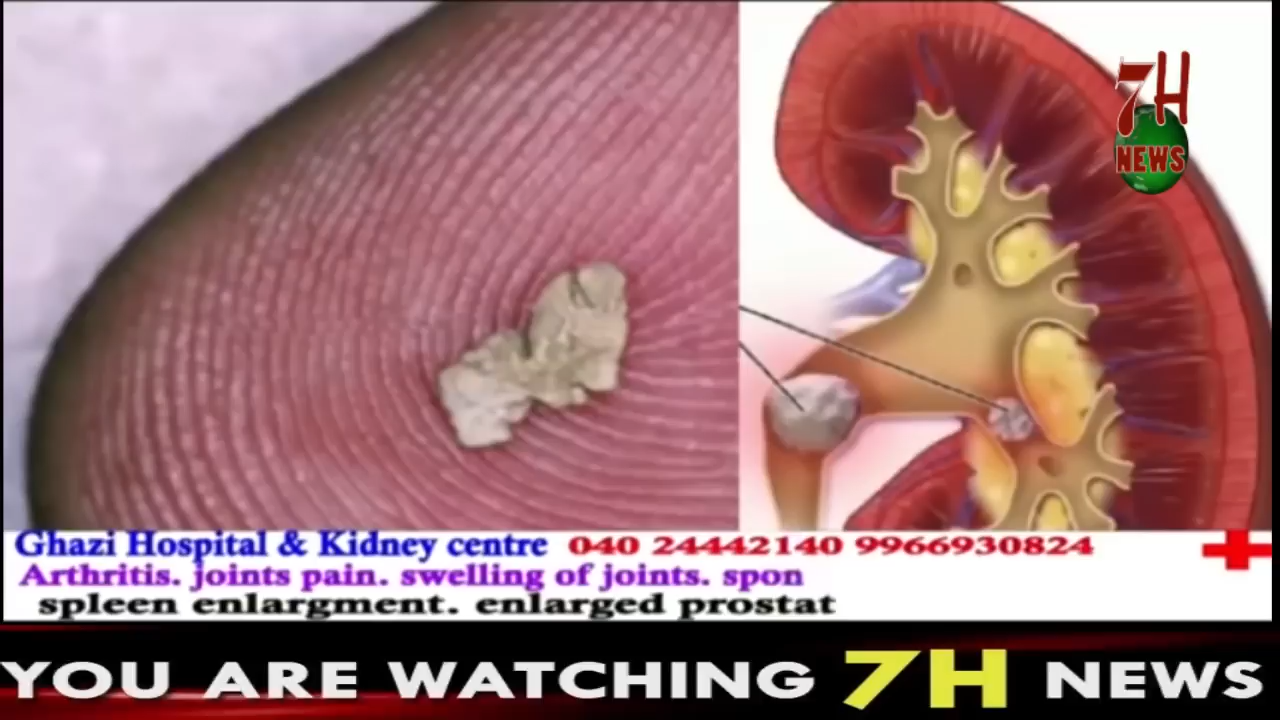 7H
NEWS
Ghazi Hospital & Kidney centre 040 24442140 9966930824
Arthritis. joints pain. swelling of joints. spon
spleen enlargment. enlarged prostat
YOU ARE WATCHING 7H NEWS